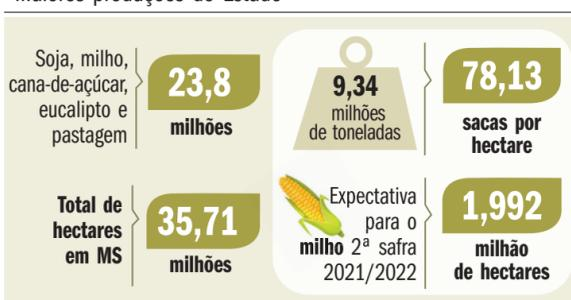 Maiores produções do Estado
Soja, milho,
cana-de-açúcar,
eucalipto e
pastagem
23,8
milhões
Total de
hectares
em MS
35,71
milhões
9,34
milhões
de toneladas
78,13
sacas por
hectare
Expectativa
para o
milho 2ª safra
2021/2022
1,992
milhão
de hectares